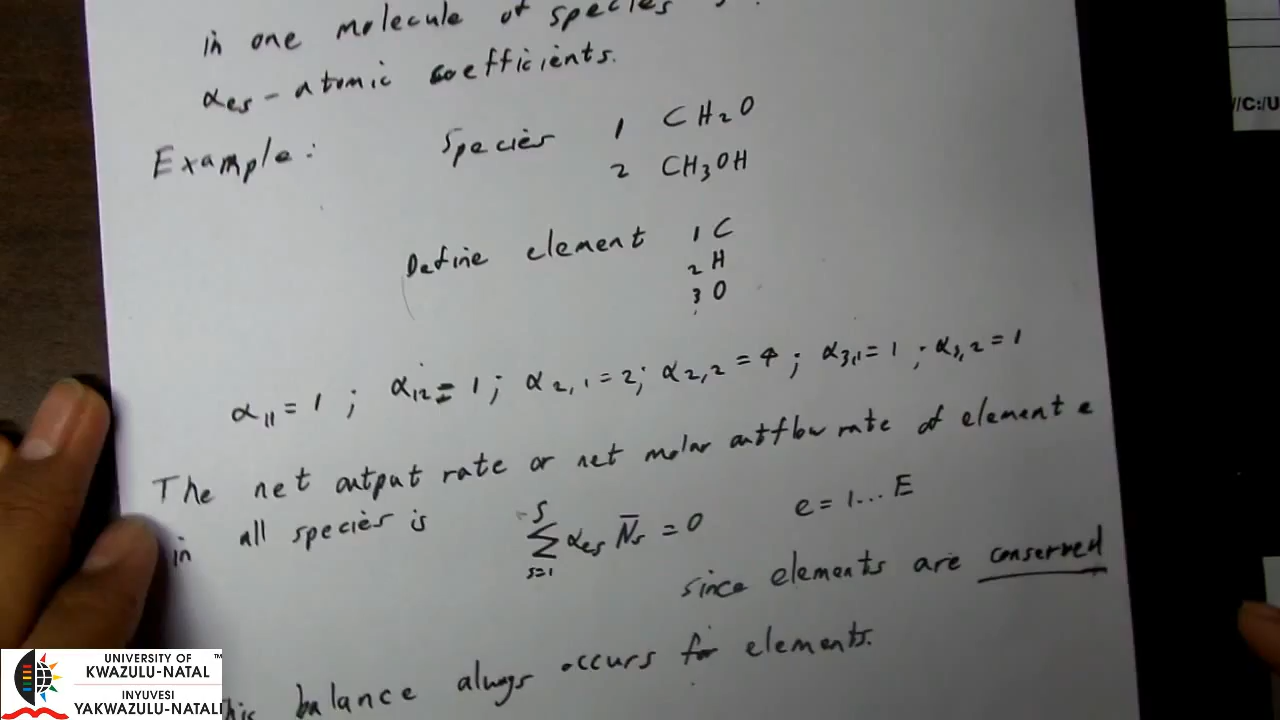 in one molecule of species s.
αes - atomic coefficients.
Example: Species 1 CH2O
2 CH3OH
Define element 1 C
2 H
3 O
α11 = 1 ; α12 = 1 ; α2,1 = 2; α2,2 = 4 ; α3,1 = 1 ; α3,2 = 1
The net output rate or net molar outflow rate of element e
in all species is S∑s=1 αes N̄s = 0 e = 1... E
since elements are conserved
balance always occurs for elements.
//C:/U
UNIVERSITY OF ™
KWAZULU-NATAL
INYUVESI
YAKWAZULU-NATALI